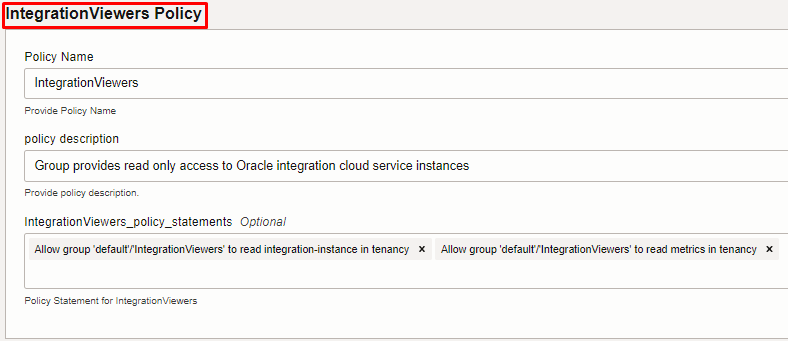 IntegrationViewers Policy
Policy Name
IntegrationViewers
Provide Policy Name
policy description
Group provides read only access to Oracle integration cloud service instances
Provide policy description.
IntegrationViewers_policy_statements Optional
Allow group 'default'/'IntegrationViewers' to read integration-instance in tenancy × Allow group 'default'/'IntegrationViewers' to read metrics in tenancy ×
Policy Statement for IntegrationViewers